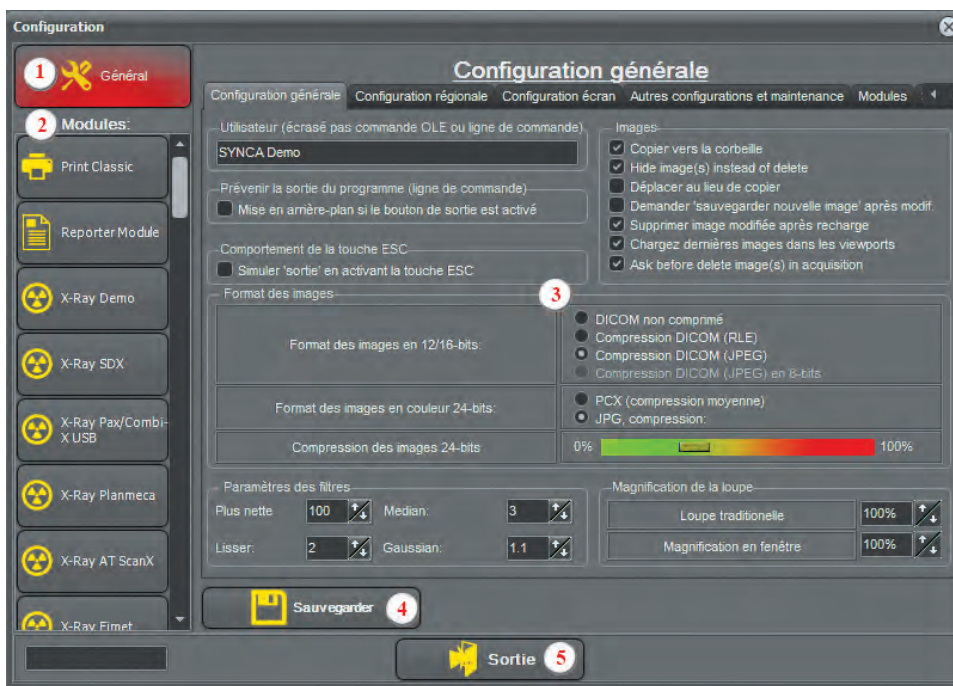 Configuration
1 Général
2 Modules:
Print Classic
Reporter Module
X-Ray Demo
X-Ray SDX
X-Ray Pax/Combi-
X USB
X-Ray Planmeca
X-Ray AT ScanX
X-Ray Fimet
Configuration générale
Configuration générale Configuration régionale Configuration écran Autres configurations et maintenance Modules
Utilisateur (écrasé pas commande OLE ou ligne de commande)
SYNCA Demo
Prévenir la sortie du programme (ligne de commande)
Mise en arrière-plan si le bouton de sortie est activé
Comportement de la touche ESC
Simuler 'sortie' en activant la touche ESC
Images
Copier vers la corbeille
Hide image(s) instead of delete
Déplacer au lieu de copier
Demander 'sauvegarder nouvelle image' après modif.
Supprimer image modifiée après recharge
Chargez dernières images dans les viewports
Ask before delete image(s) in acquisition
Format des images
3
Format des images en 12/16-bits:
DICOM non comprimé
Compression DICOM (RLE)
Compression DICOM (JPEG)
Compression DICOM (JPEG) en 8-bits
Format des images en couleur 24-bits:
PCX (compression moyenne)
JPG, compression:
Compression des images 24-bits
0% 100%
Paramètres des filtres
Plus nette 100 Median: 3
Lisser: 2 Gaussian: 1.1
Magnification de la loupe
Loupe traditionelle 100%
Magnification en fenêtre 100%
Sauvegarder 4
Sortie 5